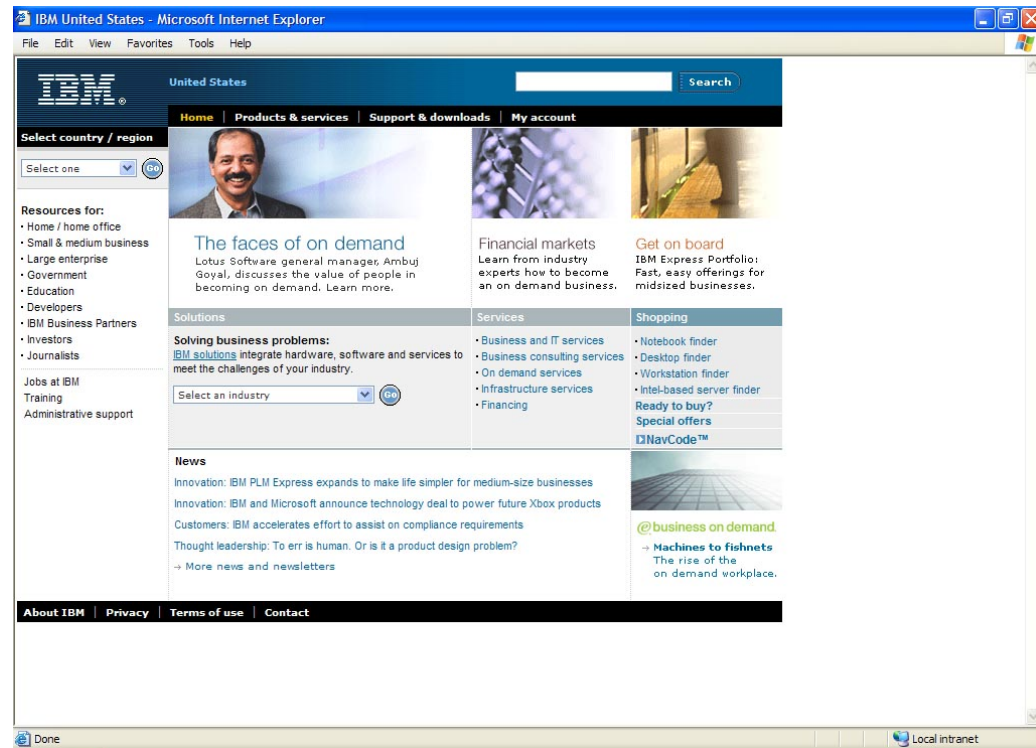 IBM United States - Microsoft Internet Explorer
File Edit View Favorites Tools Help
IBM®
United States
Search
Home | Products & services | Support & downloads | My account
Select country / region
Select one
Go
Resources for:
· Home / home office
· Small & medium business
· Large enterprise
· Government
· Education
· Developers
· IBM Business Partners
· Investors
· Journalists
Jobs at IBM
Training
Administrative support
The faces of on demand
Lotus Software general manager, Ambuj
Goyal, discusses the value of people in
becoming on demand. Learn more.
Financial markets
Learn from industry
experts how to become
an on demand business.
Get on board
IBM Express Portfolio:
Fast, easy offerings for
midsized businesses.
Solutions
Solving business problems:
IBM solutions integrate hardware, software and services to
meet the challenges of your industry.
Select an industry
Go
Services
· Business and IT services
· Business consulting services
· On demand services
· Infrastructure services
· Financing
Shopping
· Notebook finder
· Desktop finder
· Workstation finder
· Intel-based server finder
Ready to buy?
Special offers
NavCode™
News
Innovation: IBM PLM Express expands to make life simpler for medium-size businesses
Innovation: IBM and Microsoft announce technology deal to power future Xbox products
Customers: IBM accelerates effort to assist on compliance requirements
Thought leadership: To err is human. Or is it a product design problem?
→ More news and newsletters
e business on demand.
→ Machines to fishnets
The rise of the
on demand workplace.
About IBM | Privacy | Terms of use | Contact
Done
Local intranet